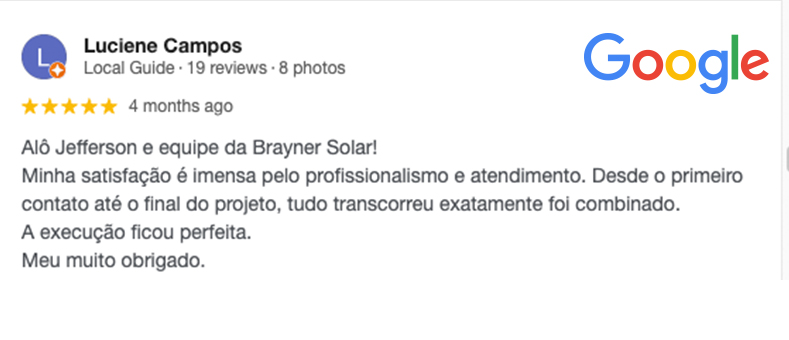 L
Luciene Campos
Google
Local Guide · 19 reviews · 8 photos
4 months ago
Alô Jefferson e equipe da Brayner Solar!
Minha satisfação é imensa pelo profissionalismo e atendimento. Desde o primeiro
contato até o final do projeto, tudo transcorreu exatamente foi combinado.
A execução ficou perfeita.
Meu muito obrigado.